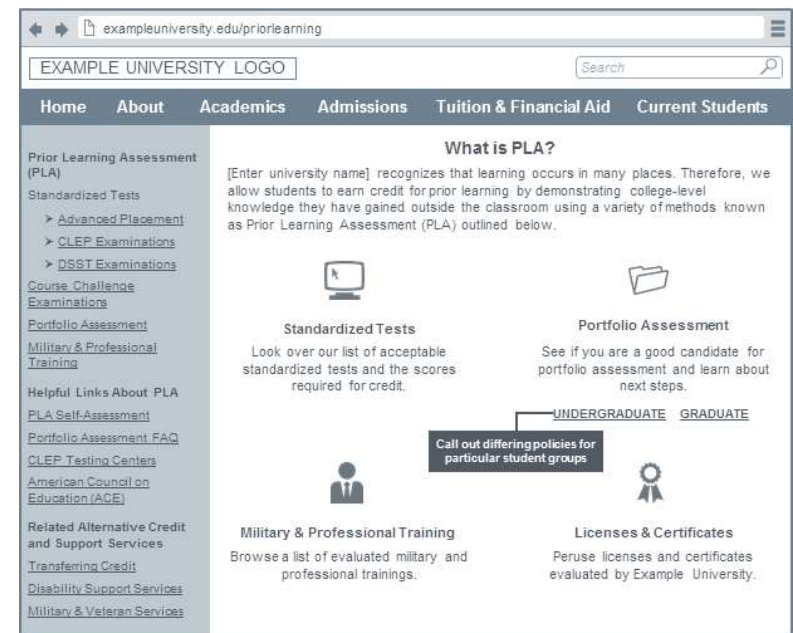 exampleuniversity.edu/priorlearning
EXAMPLE UNIVERSITY LOGO
Search
Home About Academics Admissions Tuition & Financial Aid Current Students
Prior Learning Assessment
(PLA)
Standardized Tests
➤ Advanced Placement
➤ CLEP Examinations
➤ DSST Examinations
Course Challenge
Examinations
Portfolio Assessment
Military & Professional
Training
Helpful Links About PLA
PLA Self-Assessment
Portfolio Assessment FAQ
CLEP Testing Centers
American Council on
Education (ACE)
Related Alternative Credit
and Support Services
Transferring Credit
Disability Support Services
Military & Veteran Services
What is PLA?
[Enter university name] recognizes that learning occurs in many places. Therefore, we
allow students to earn credit for prior learning by demonstrating college-level
knowledge they have gained outside the classroom using a variety of methods known
as Prior Learning Assessment (PLA) outlined below.
Standardized Tests
Look over our list of acceptable
standardized tests and the scores
required for credit.
Portfolio Assessment
See if you are a good candidate for
portfolio assessment and learn about
next steps.
UNDERGRADUATE GRADUATE
Call out differing policies for
particular student groups
Military & Professional Training
Browse a list of evaluated military and
professional trainings.
Licenses & Certificates
Peruse licenses and certificates
evaluated by Example University.